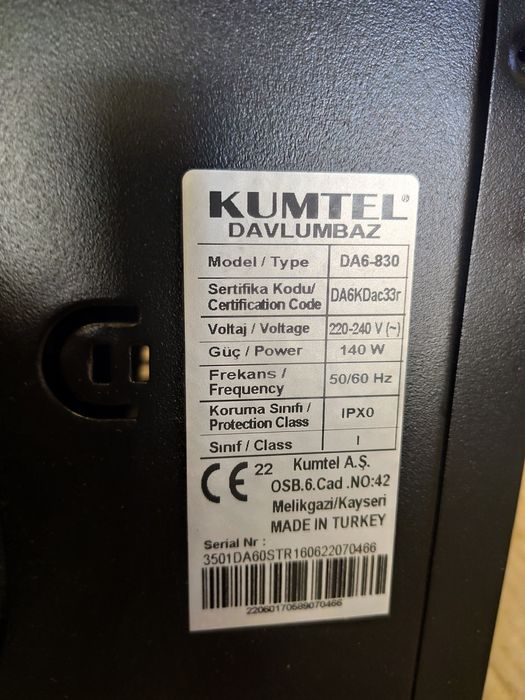 KUMTEL®
DAVLUMBAZ
Model / Type DA6-830
Sertifika Kodu/
Certification Code DA6KDac33r
Voltaj / Voltage 220-240 V (~)
Güç / Power 140 W
Frekans /
Frequency 50/60 Hz
Koruma Sınıfı /
Protection Class IPX0
Sınıf / Class I
CE 22 Kumtel A.Ş.
OSB.6.Cad .NO:42
Melikgazi/Kayseri
MADE IN TURKEY
Serial Nr :
3501DA60STR160622070466
22060170589070466